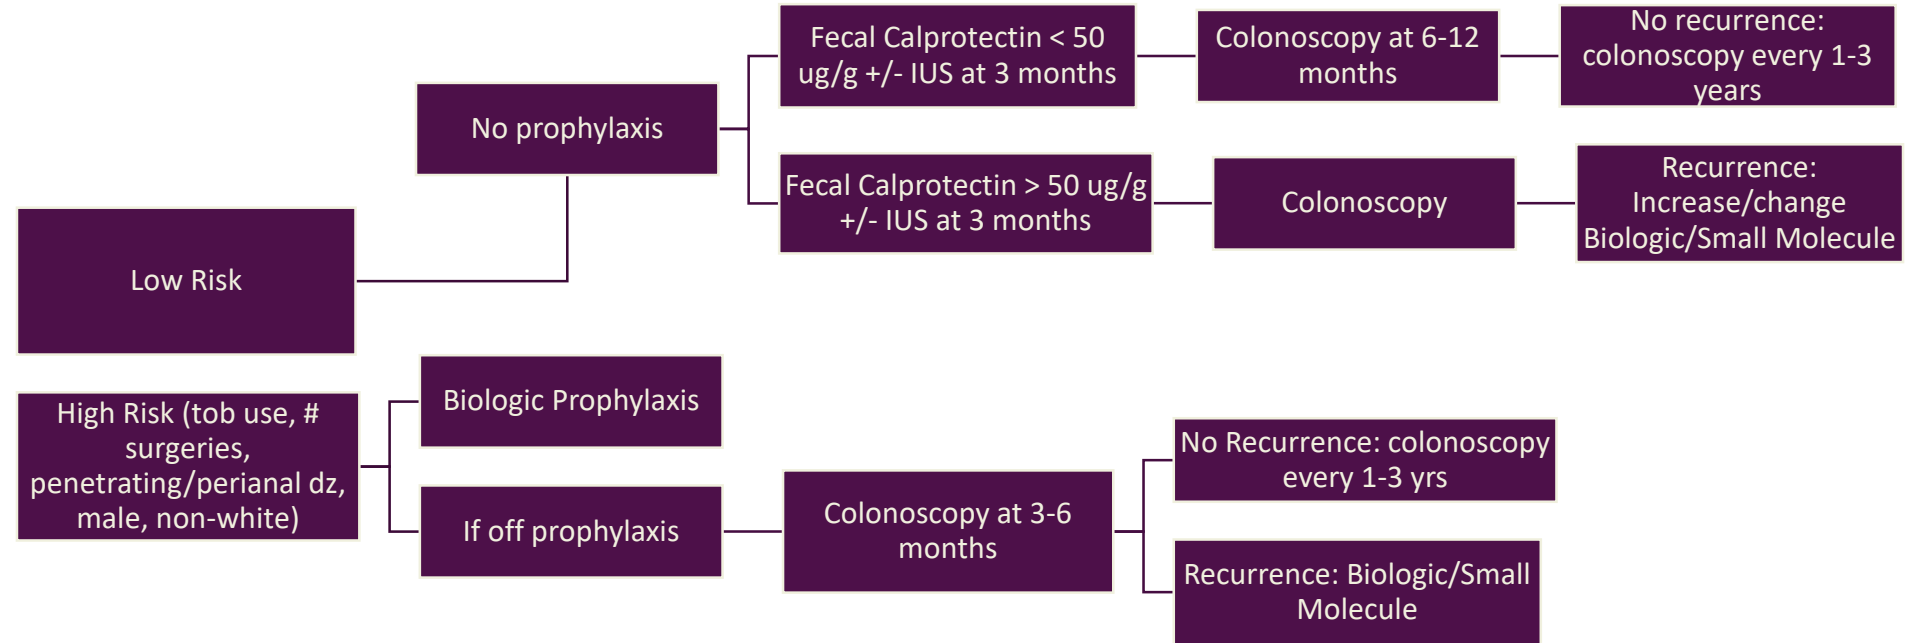 Low Risk
No prophylaxis
Fecal Calprotectin < 50
ug/g +/- IUS at 3 months
Colonoscopy at 6-12
months
No recurrence:
colonoscopy every 1-3
years
Fecal Calprotectin > 50 ug/g
+/- IUS at 3 months
Colonoscopy
Recurrence:
Increase/change
Biologic/Small Molecule
High Risk (tob use, #
surgeries,
penetrating/perianal dz,
male, non-white)
Biologic Prophylaxis
If off prophylaxis
Colonoscopy at 3-6
months
No Recurrence: colonoscopy
every 1-3 yrs
Recurrence: Biologic/Small
Molecule